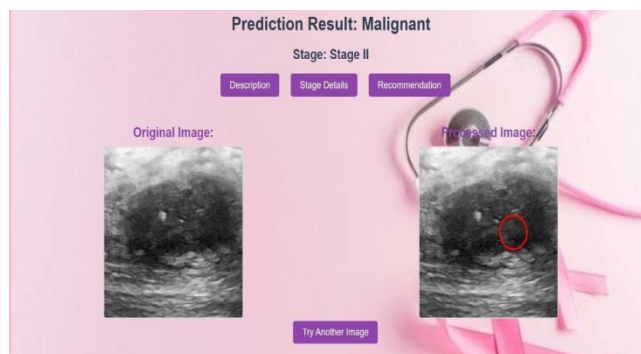 Prediction Result: Malignant
Stage: Stage II
Description Stage Details Recommendation
Original Image: Processed Image:
Try Another Image